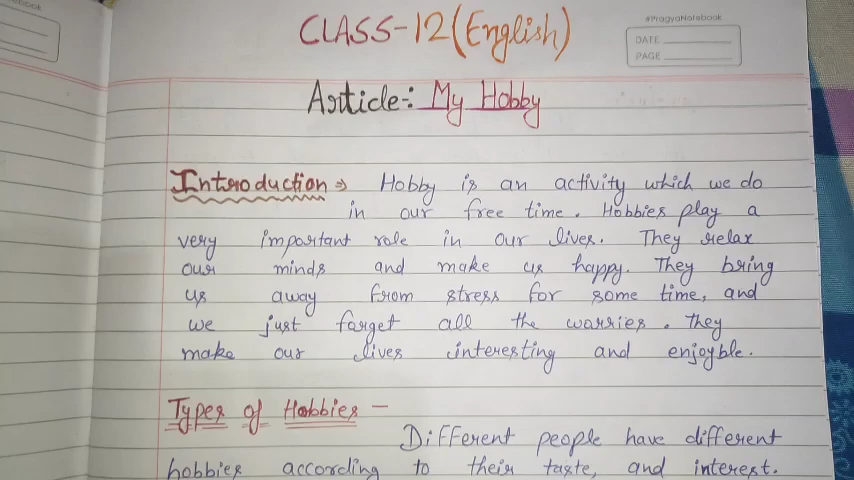 otebook
#PragyaNotebook
CLASS-12(English)
DATE
PAGE
Article:- My Hobby
Introduction ⇒ Hobby is an activity which we do
in our free time. Hobbies play a
very important role in our lives. They relax
our minds and make us happy. They bring
us away from stress for some time, and
we just forget all the warries. They
make our lives interesting and enjoyble.
Types of Hobbies -
Different people have different
hobbies according to their taste, and interest.